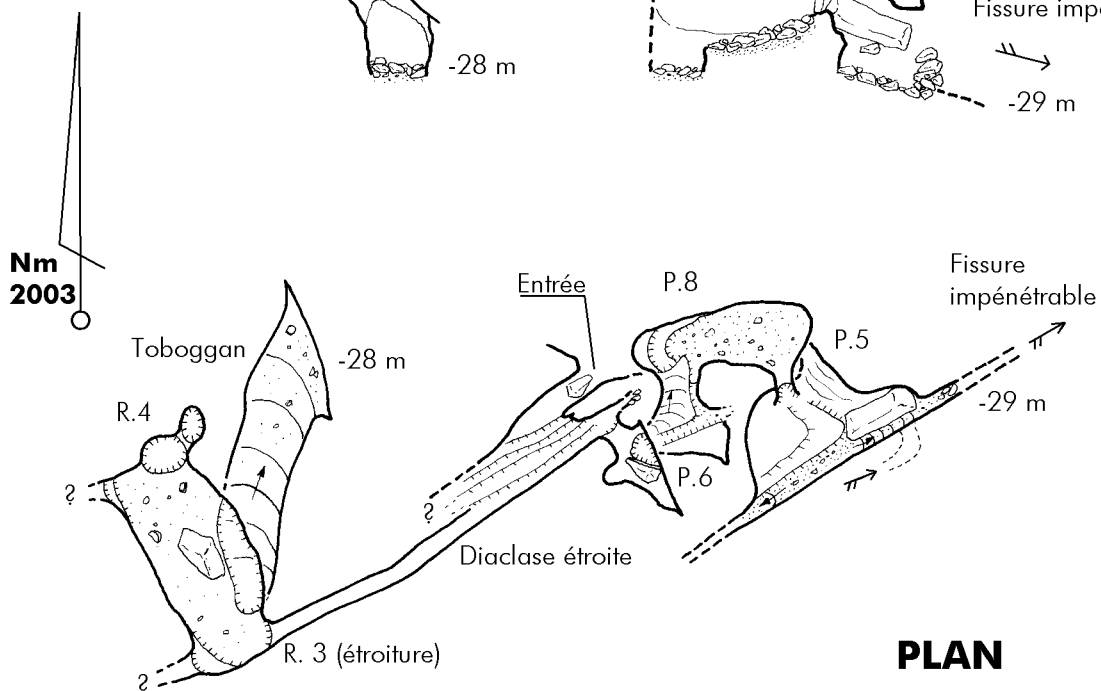 Fissure imp
-28 m
-29 m
Nm
2003
Entrée
P.8
Fissure
impénétrable
Toboggan
-28 m
P.5
-29 m
R.4
?
P.6
?
Diaclase étroite
R. 3 (étroiture)
PLAN
?